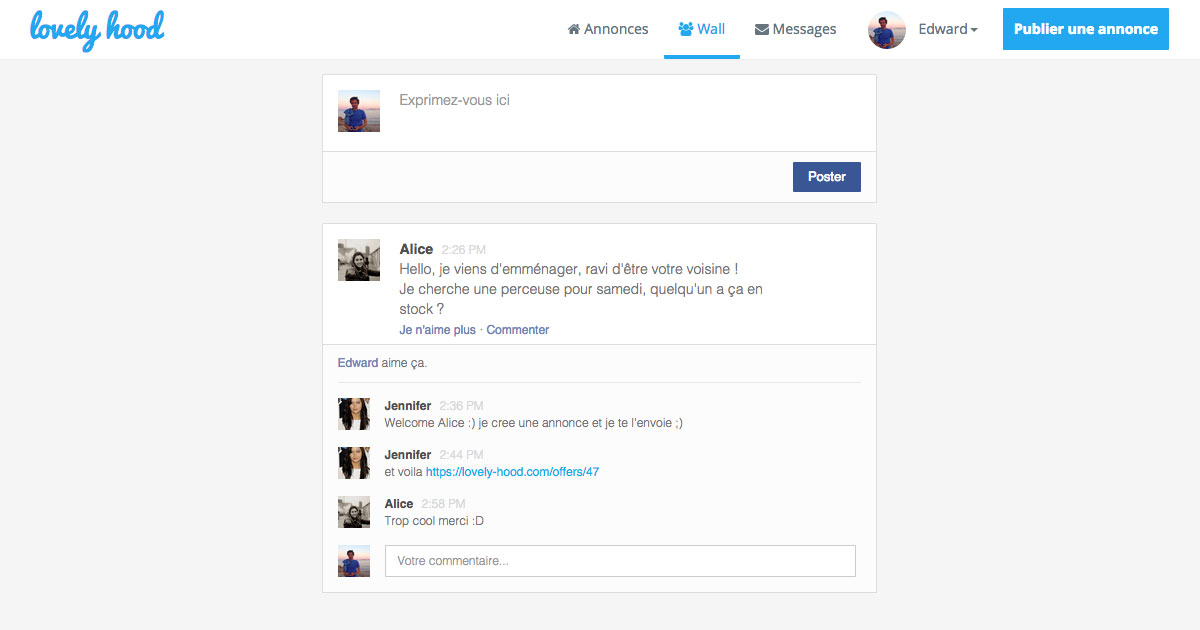 lovely hood
Annonces
Wall
Messages
Edward
Publier une annonce
Exprimez-vous ici
Poster
Alice 2:26 PM
Hello, je viens d'emménager, ravi d'être votre voisine !
Je cherche une perceuse pour samedi, quelqu'un a ça en
stock ?
Je n'aime plus · Commenter
Edward aime ça.
Jennifer 2:36 PM
Welcome Alice :) je cree une annonce et je te l'envoie ;)
Jennifer 2:44 PM
et voila https://lovely-hood.com/offers/47
Alice 2:58 PM
Trop cool merci :D
Votre commentaire...